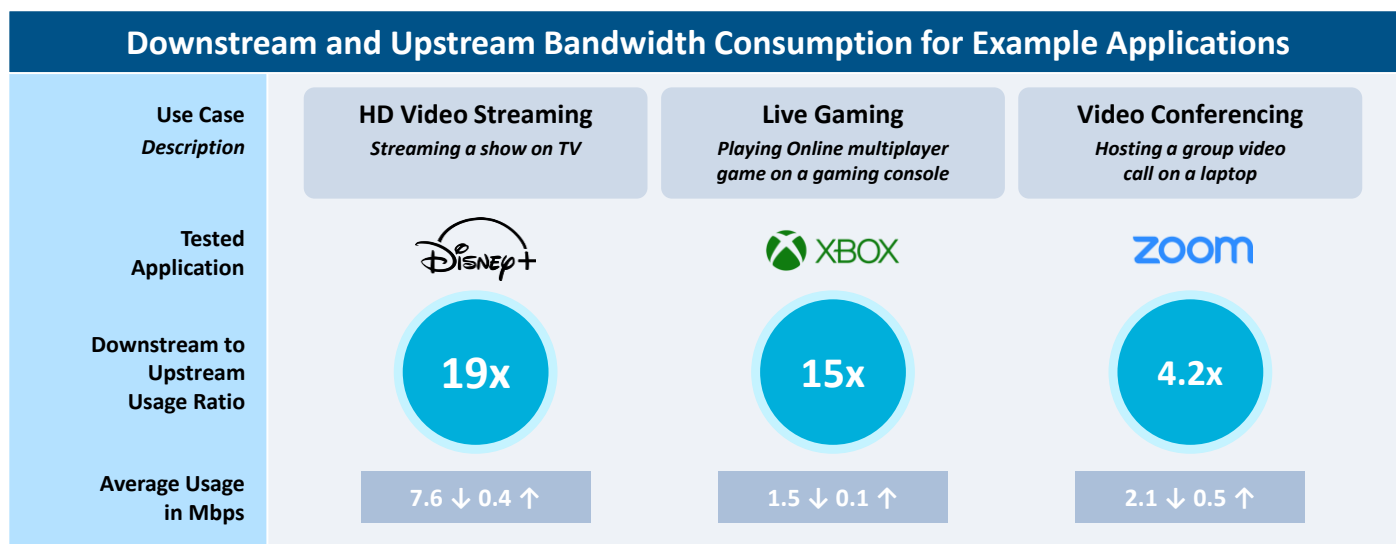 Downstream and Upstream Bandwidth Consumption for Example Applications
Use Case
Description
HD Video Streaming
Streaming a show on TV
Live Gaming
Playing Online multiplayer
game on a gaming console
Video Conferencing
Hosting a group video
call on a laptop
Tested
Application
Disney+
XBOX
zoom
Downstream to
Upstream
Usage Ratio
19x
15x
4.2x
Average Usage
in Mbps
7.6 ↓ 0.4 ↑
1.5 ↓ 0.1 ↑
2.1 ↓ 0.5 ↑